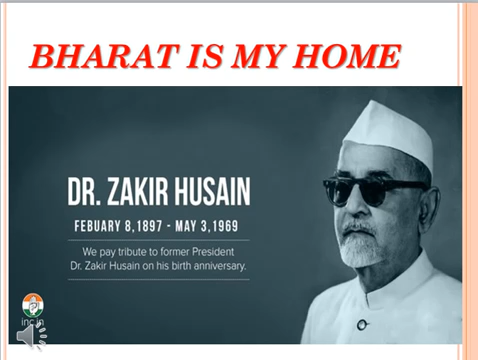 BHARAT IS MY HOME
DR. ZAKIR HUSAIN
FEBUARY 8,1897 - MAY 3,1969
We pay tribute to former President
Dr. Zakir Husain on his birth anniversary.
inc.in